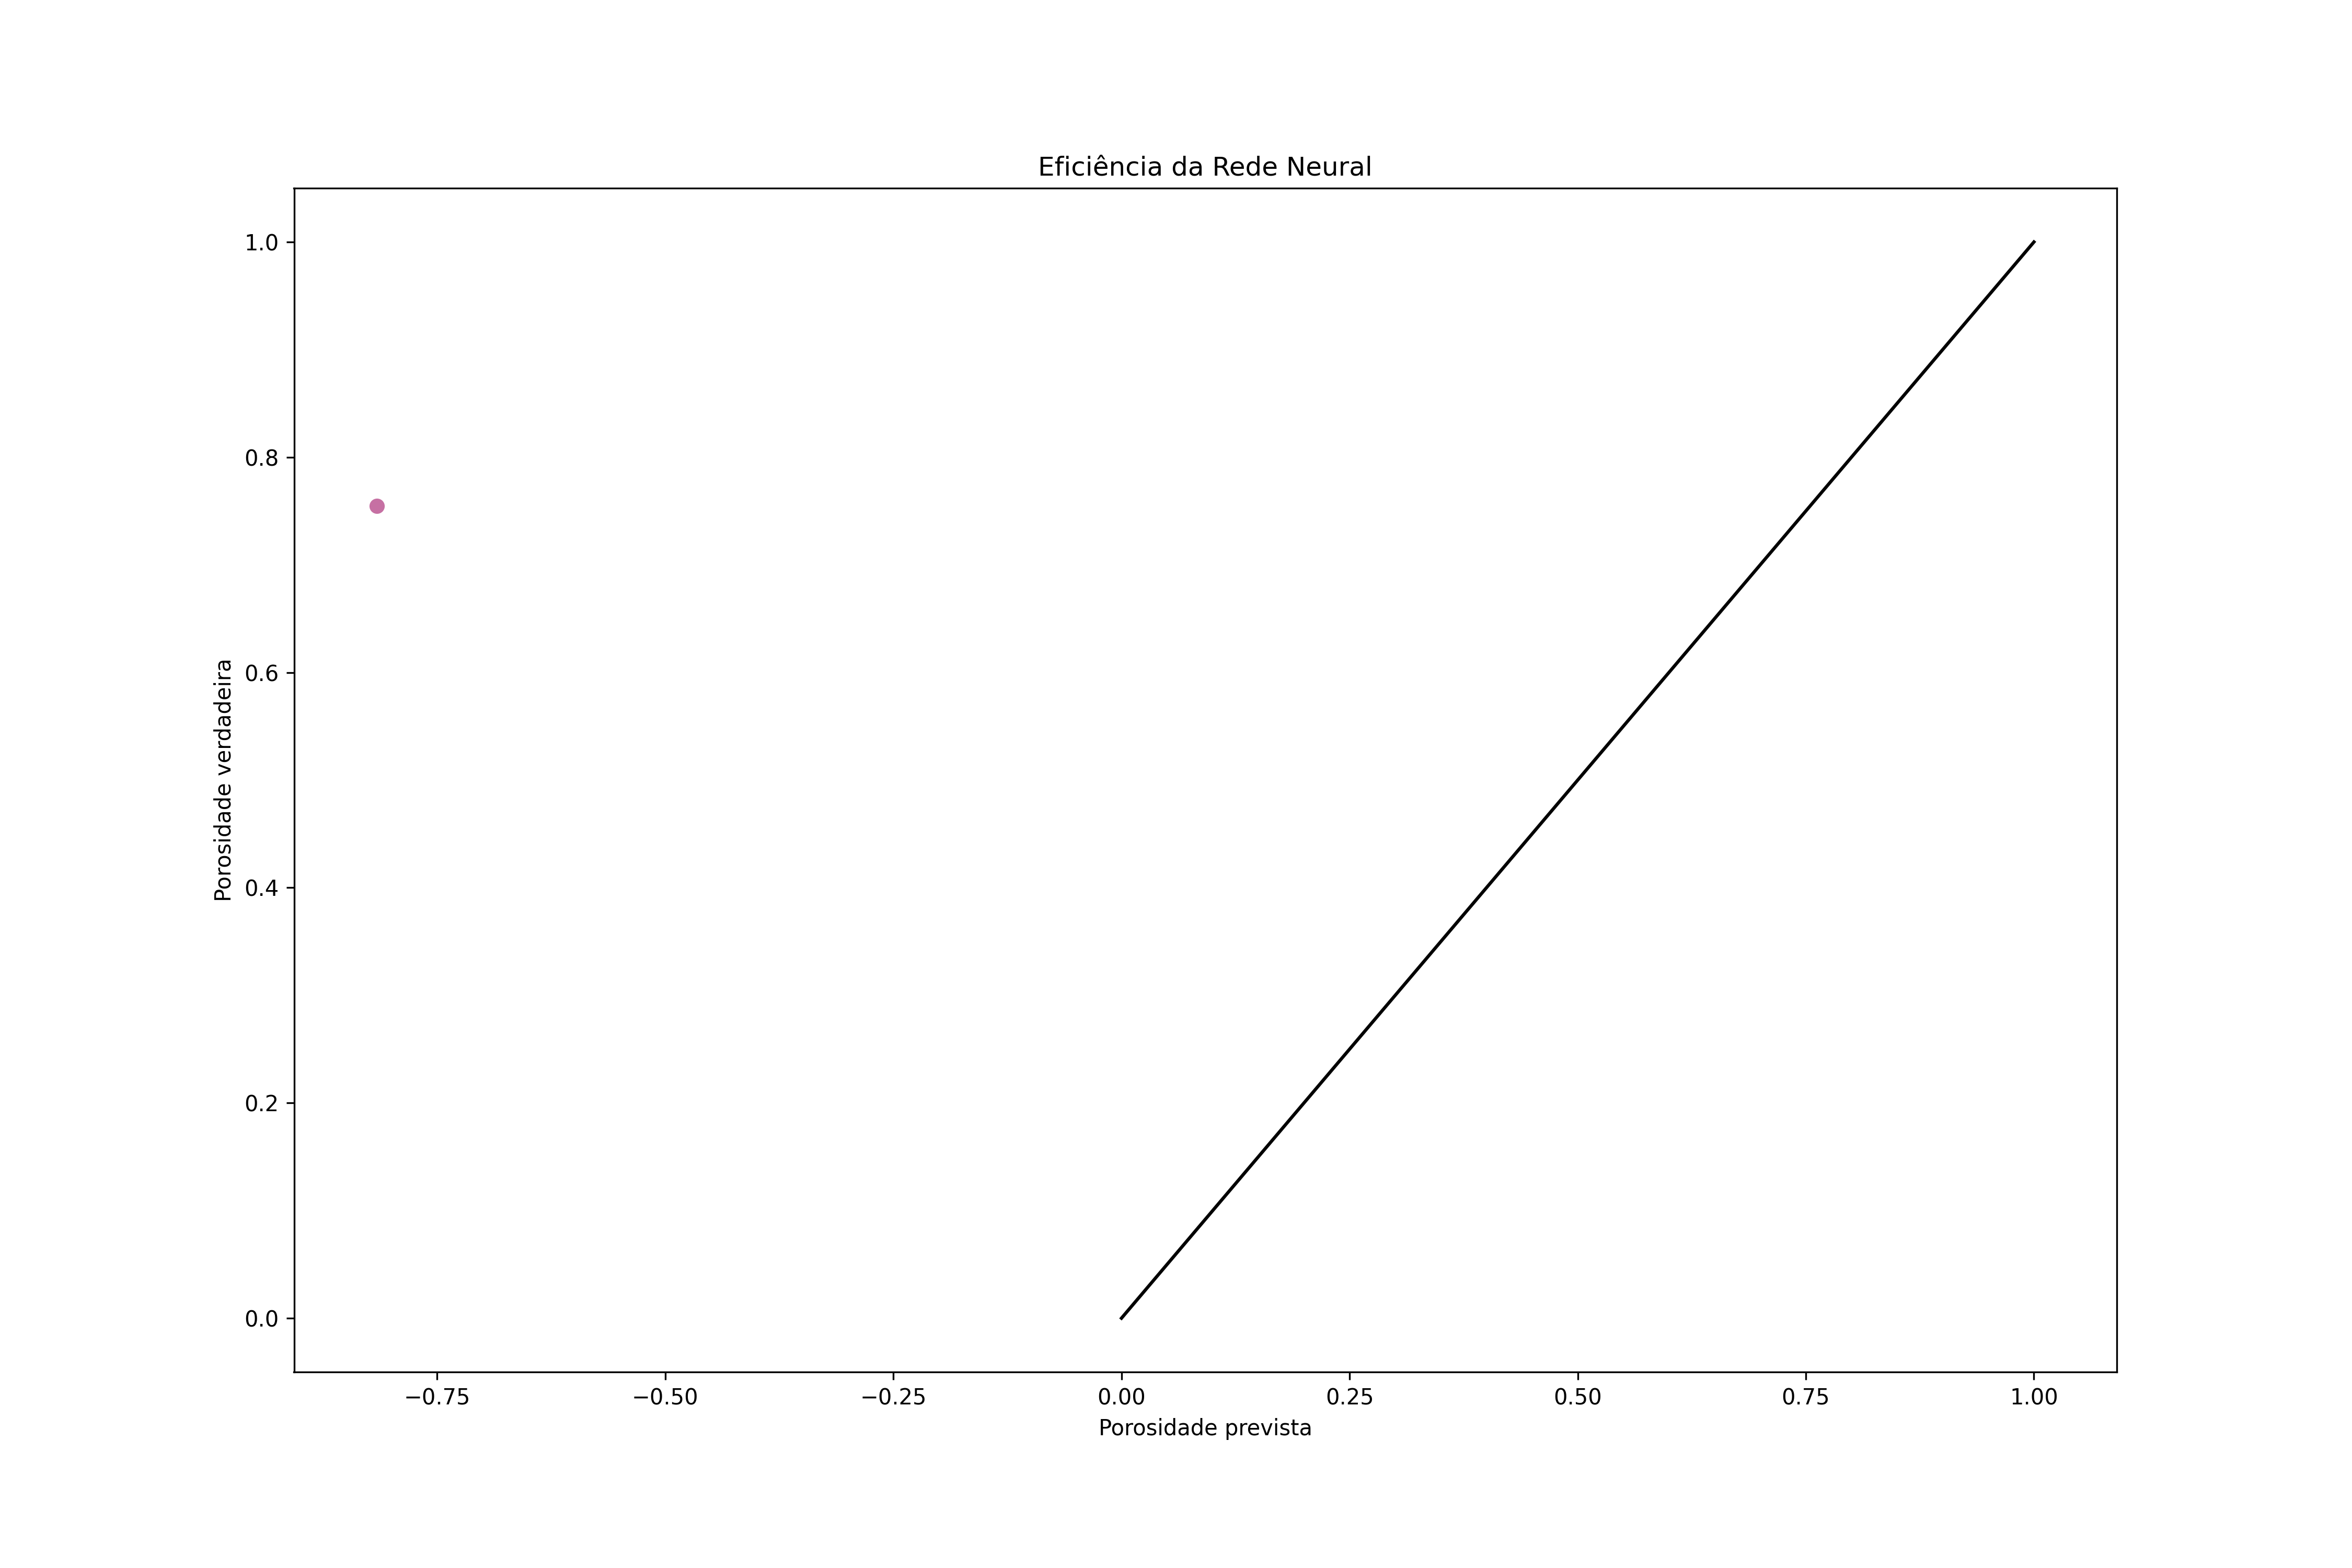 Eficiência da Rede Neural
1.0
0.8
0.6
0.4
0.2
0.0
Porosidade verdadeira
−0.75 −0.50 −0.25 0.00 0.25 0.50 0.75 1.00
Porosidade prevista